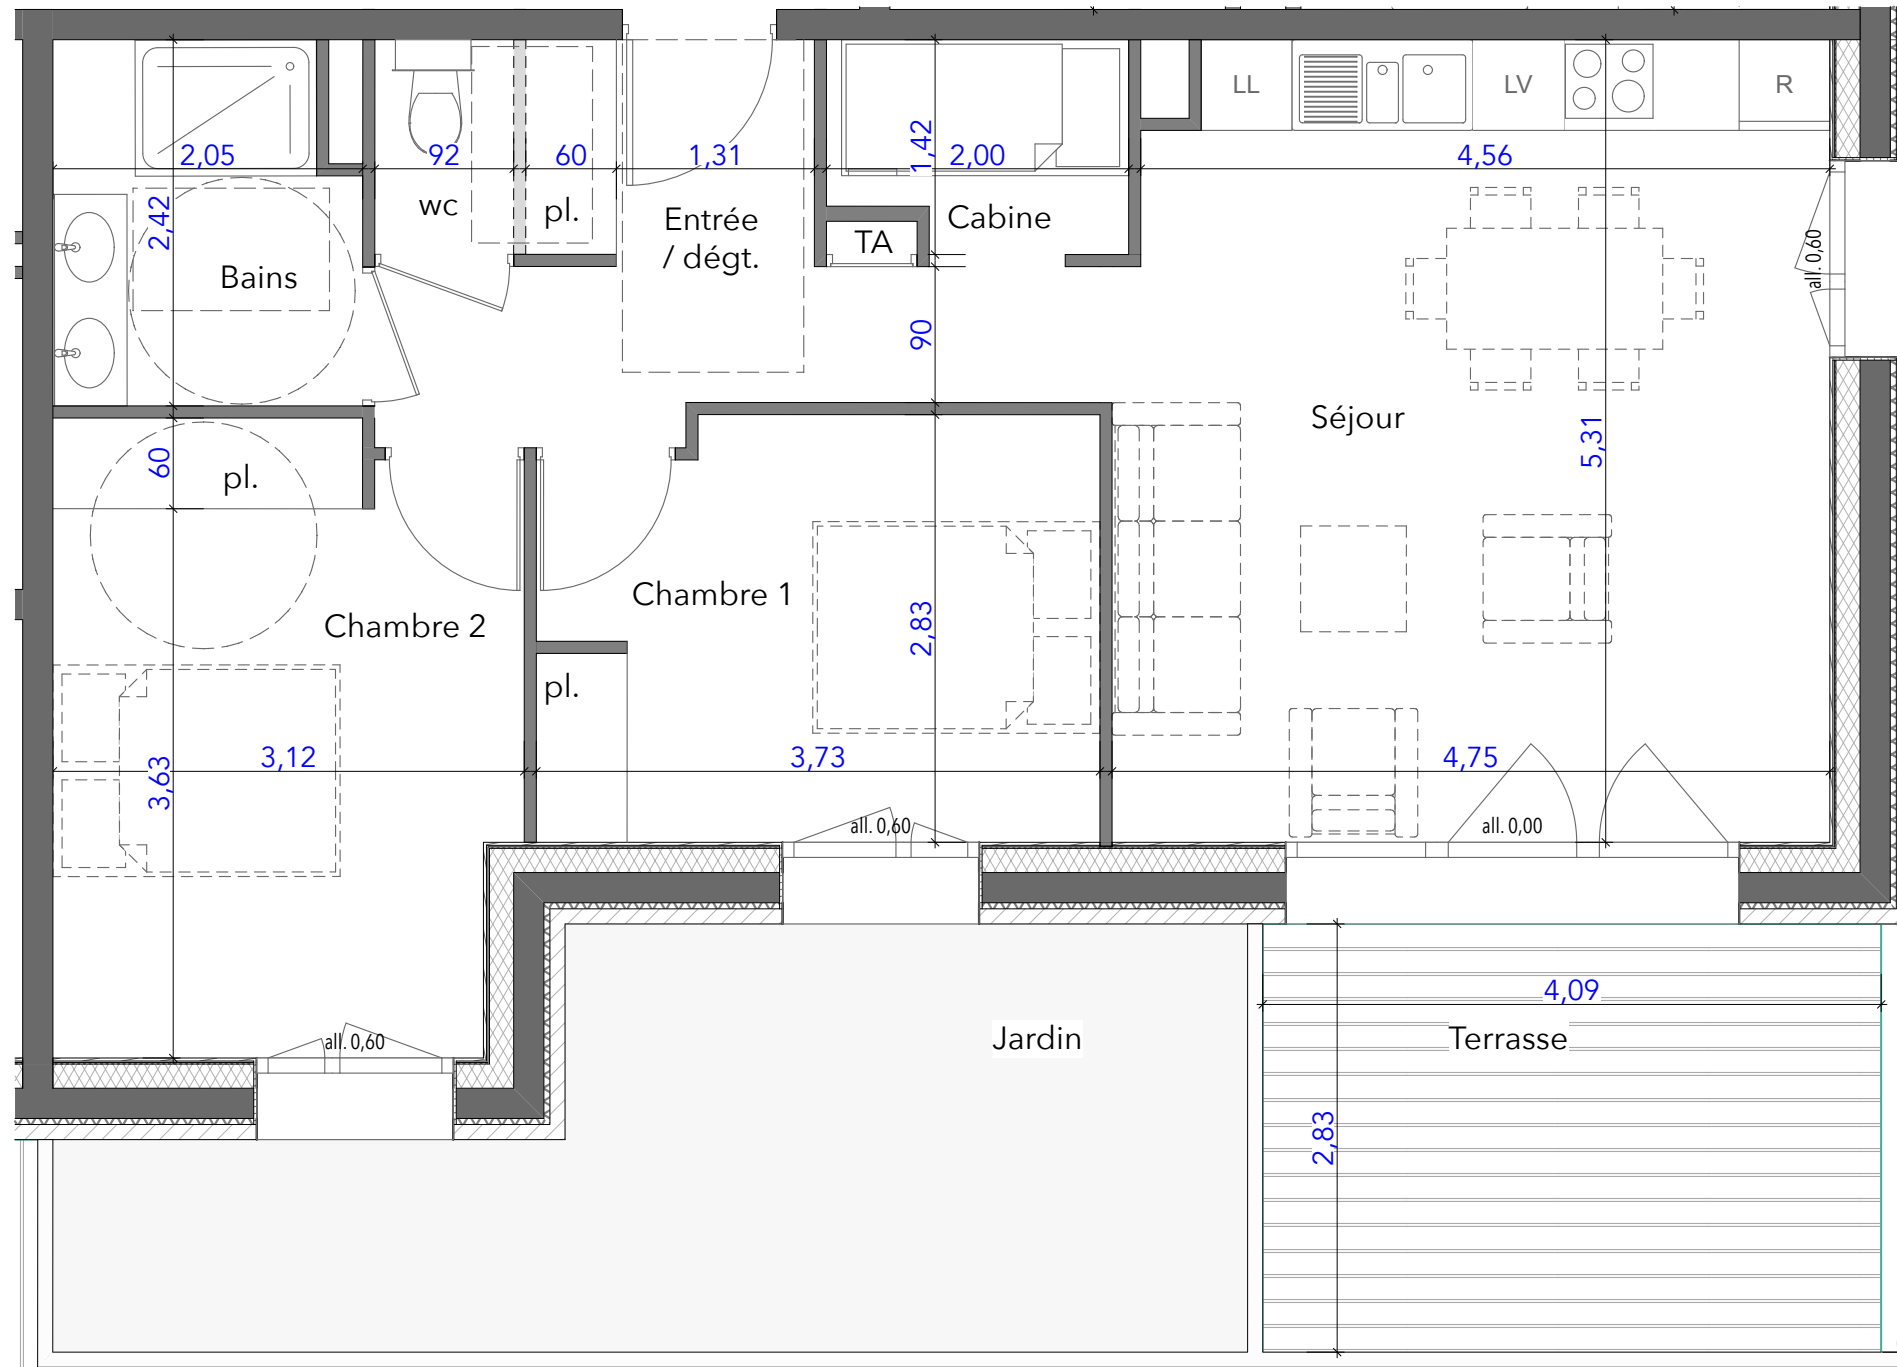 LL
LV
R
2,05
92
60
1,31
1,42
2,00
4,56
wc
pl.
Entrée
/ dégt.
Cabine
TA
2,42
Bains
all. 0,60
90
Séjour
5,31
60
pl.
Chambre 1
Chambre 2
2,83
pl.
3,12
3,63
3,73
4,75
all. 0,60
all. 0,00
all. 0,60
Jardin
4,09
Terrasse
2,83